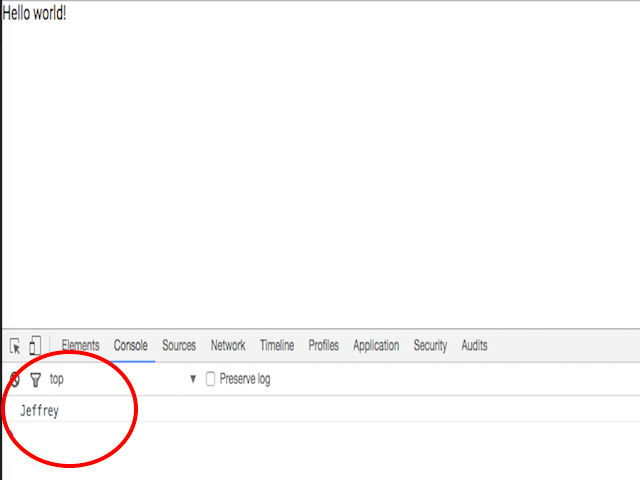 Hello world!
Elements Console Sources Network Timeline Profiles Application Security Audits
top ▼ Preserve log
Jeffrey